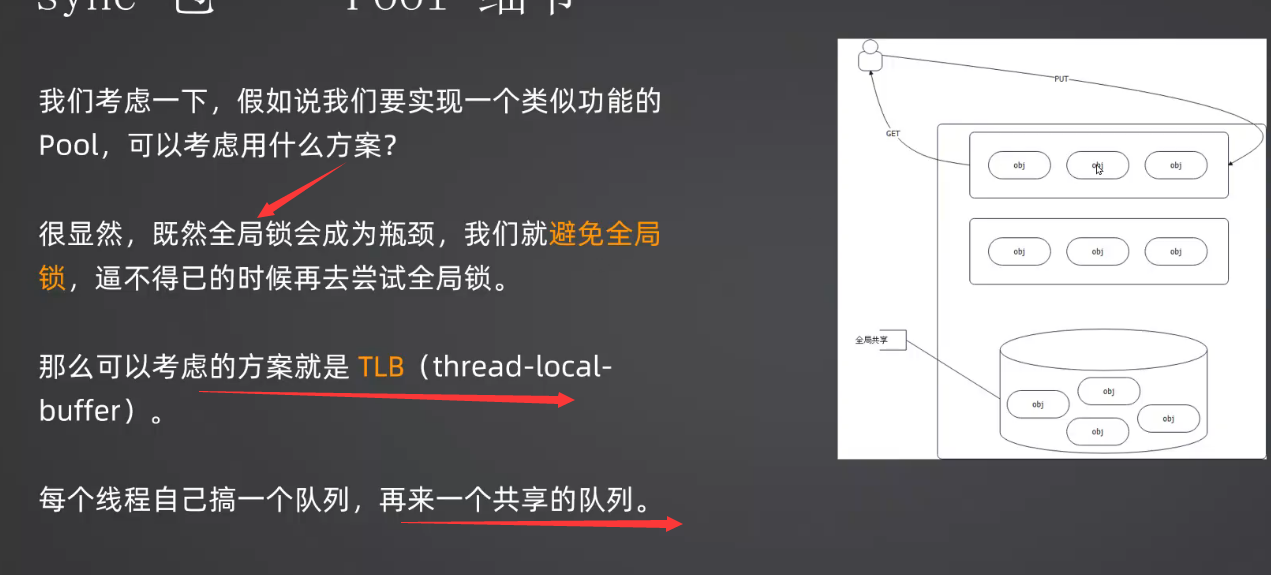 sync 包 Pool 细节
我们考虑一下，假如说我们要实现一个类似功能的
Pool，可以考虑用什么方案？
很显然，既然全局锁会成为瓶颈，我们就避免全局
锁，逼不得已的时候再去尝试全局锁。
那么可以考虑的方案就是 TLB（thread-local-
buffer）。
每个线程自己搞一个队列，再来一个共享的队列。
PUT
GET
obj obj obj
obj obj obj
全局共享
obj
obj
obj
obj